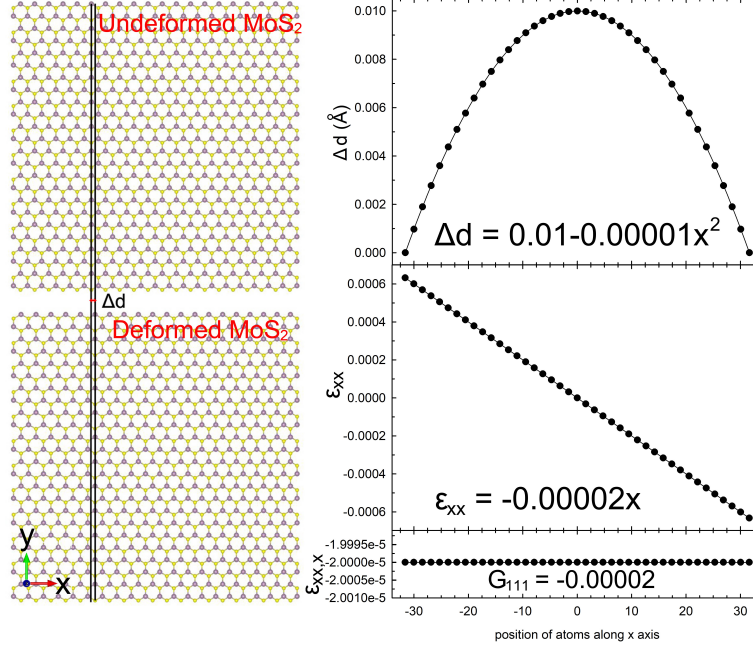 Undeformed MoS₂
Δd
Deformed MoS₂
y
x
Δd (Å)
0.010
0.008
0.006
0.004
0.002
0.000
Δd = 0.01-0.00001x²
εxx
0.0006
0.0004
0.0002
0.0000
-0.0002
-0.0004
-0.0006
εxx = -0.00002x
εxx,x
-1.9995e-5
-2.0000e-5
-2.0005e-5
-2.0010e-5
G₁₁₁ = -0.00002
-30 -20 -10 0 10 20 30
position of atoms along x axis